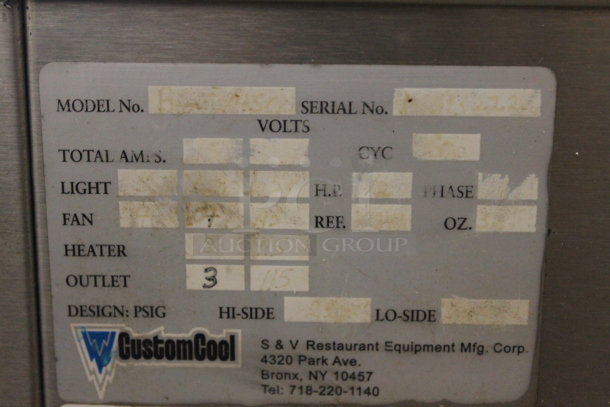 MODEL No. SERIAL No.
VOLTS
TOTAL AMPS. CYC
LIGHT H.P. PHASE
FAN REF. OZ.
HEATER
AUCTION GROUP
OUTLET 3 115
DESIGN: PSIG HI-SIDE LO-SIDE
CustomCool
S & V Restaurant Equipment Mfg. Corp.
4320 Park Ave.
Bronx, NY 10457
Tel: 718-220-1140